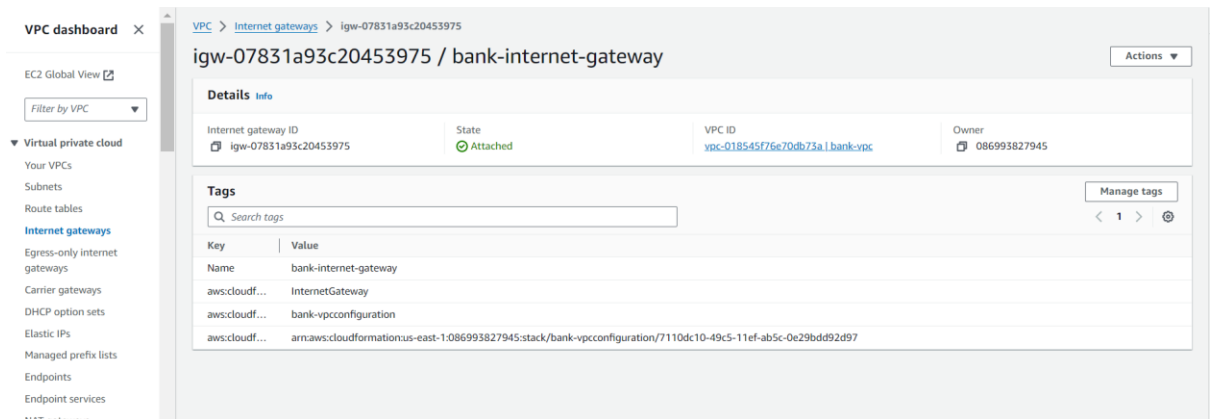 VPC dashboard
EC2 Global View
Filter by VPC
Virtual private cloud
Your VPCs
Subnets
Route tables
Internet gateways
Egress-only internet
gateways
Carrier gateways
DHCP option sets
Elastic IPs
Managed prefix lists
Endpoints
Endpoint services
VPC > Internet gateways > igw-07831a93c20453975
igw-07831a93c20453975 / bank-internet-gateway
Actions
Details Info
Internet gateway ID State VPC ID Owner
igw-07831a93c20453975 Attached vpc-018545f76e70db73a | bank-vpc 086993827945
Tags
Manage tags
Search tags
1
Key Value
Name bank-internet-gateway
aws:cloudf... InternetGateway
aws:cloudf... bank-vpcconfiguration
aws:cloudf... arn:aws:cloudformation:us-east-1:086993827945:stack/bank-vpcconfiguration/7110dc10-49c5-11ef-ab5c-0e29bdd92d97